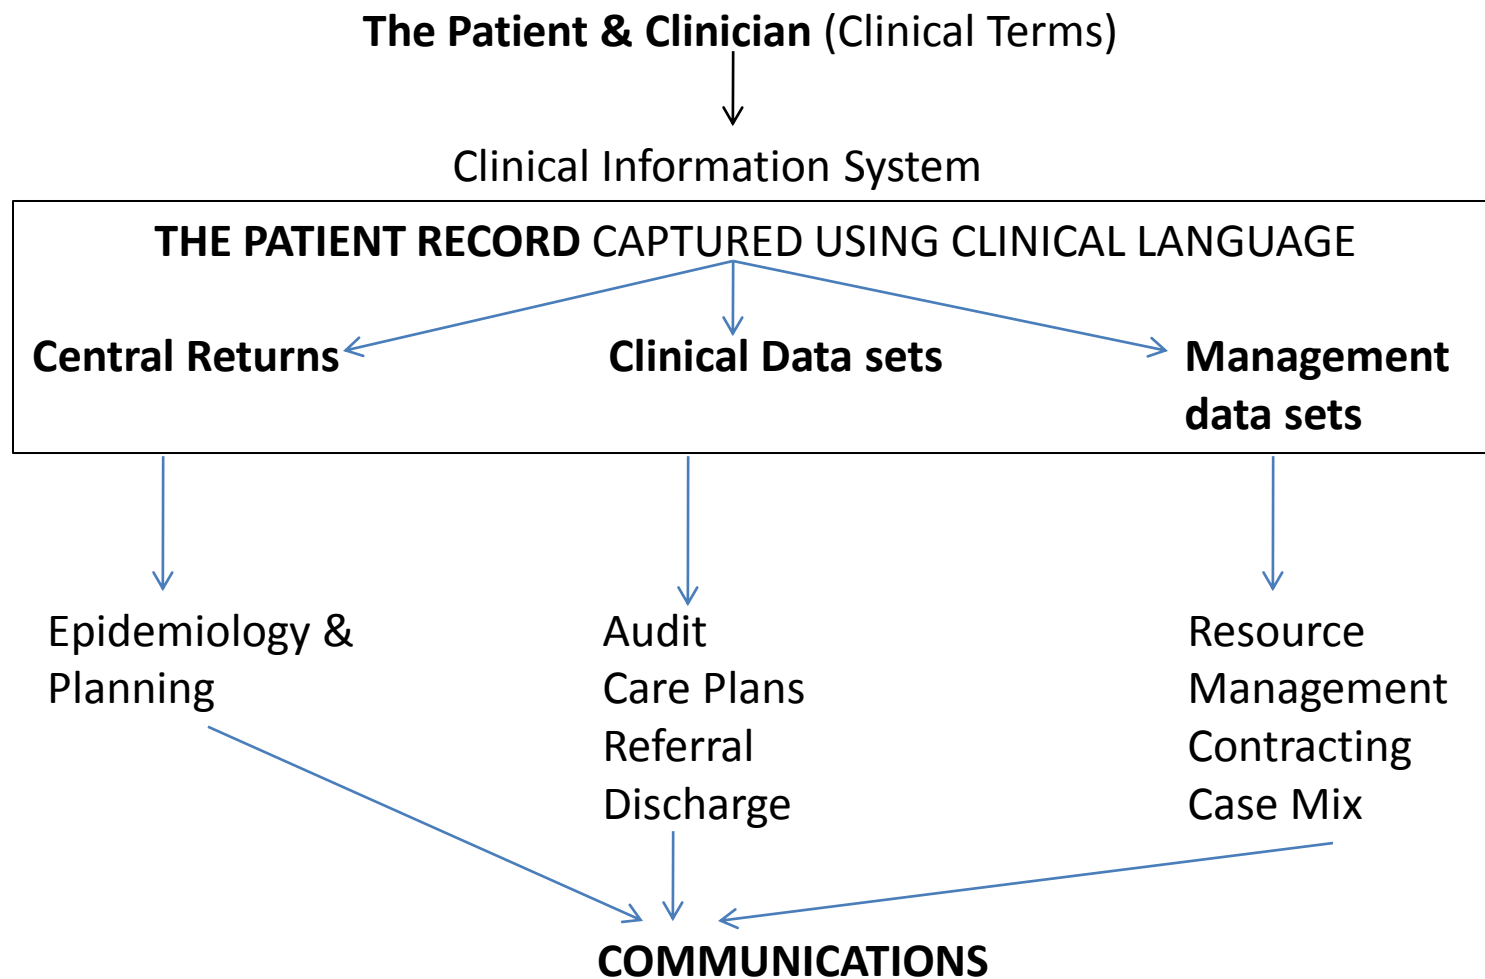 The Patient & Clinician (Clinical Terms)
Clinical Information System
THE PATIENT RECORD CAPTURED USING CLINICAL LANGUAGE
Central Returns
Clinical Data sets
Management
data sets
Epidemiology &
Planning
Audit
Care Plans
Referral
Discharge
Resource
Management
Contracting
Case Mix
COMMUNICATIONS